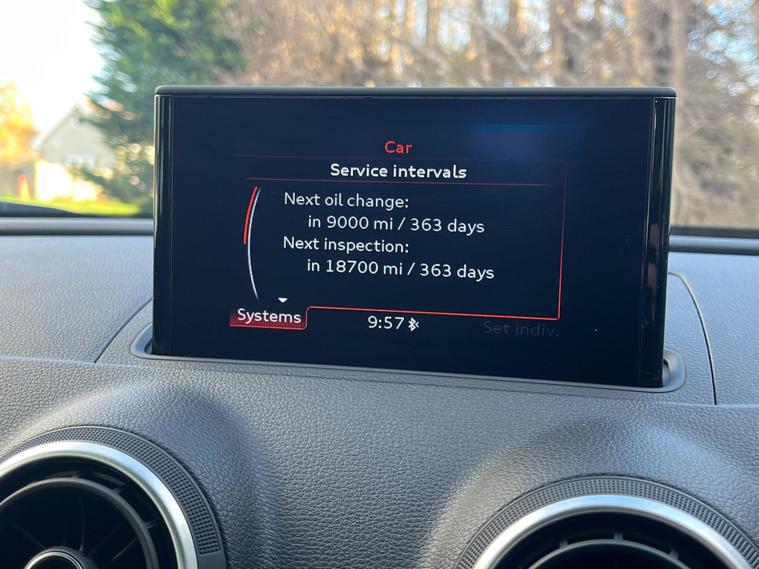 Car
Service intervals
Next oil change:
in 9000 mi / 363 days
Next inspection:
in 18700 mi / 363 days
Systems
9:57
Set indiv.